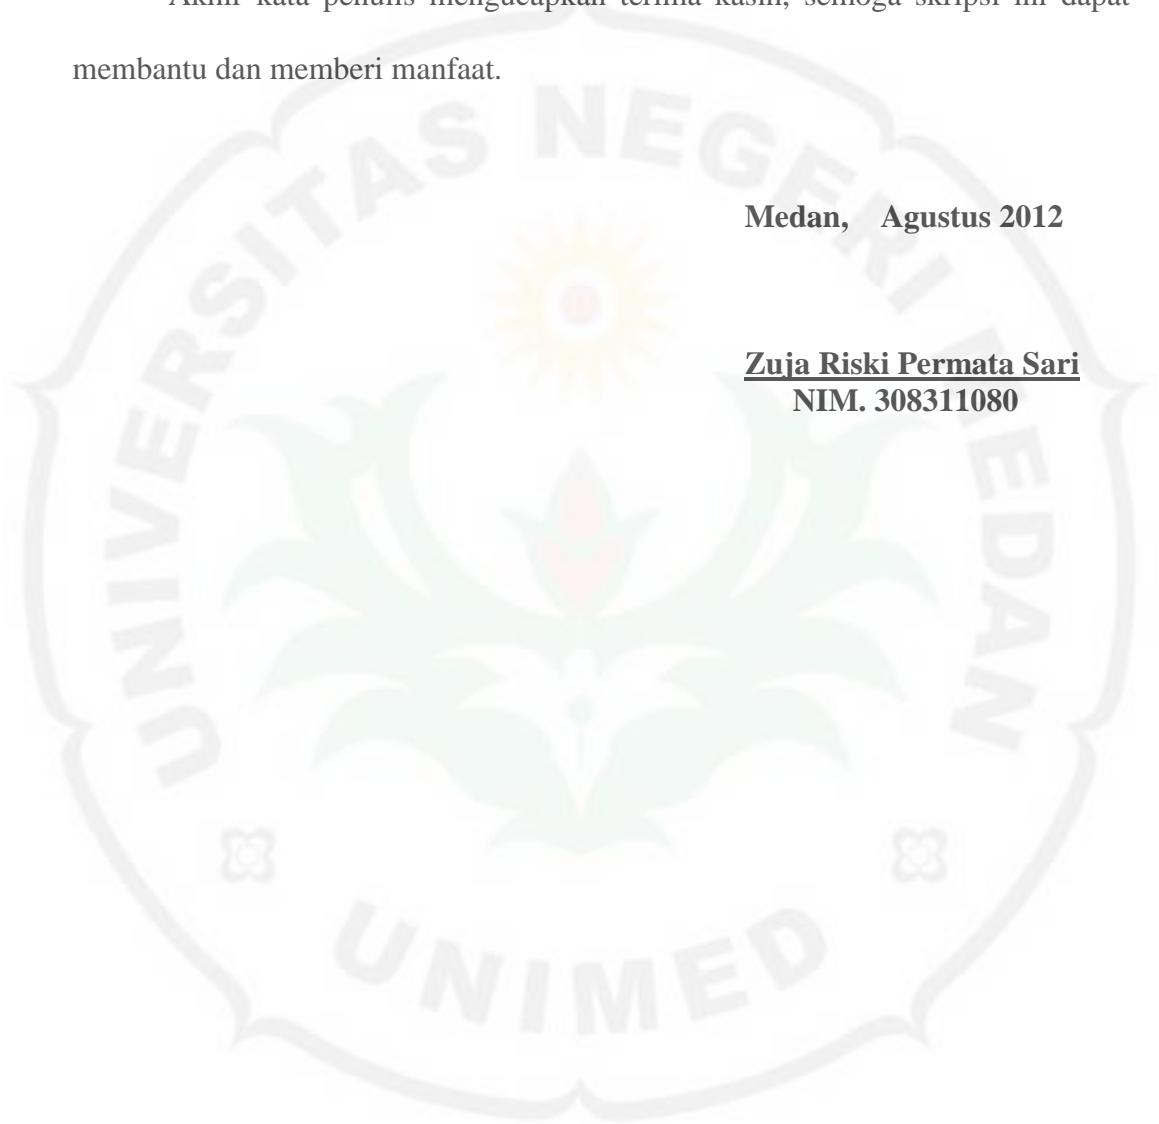 Akhir kata penulis mengucapkan terima kasih, semoga skripsi ini dapat
membantu dan memberi manfaat.
Medan, Agustus 2012
Zuja Riski Permata Sari
NIM. 308311080
UNIVERSITAS NEGERI MEDAN
UNIMED